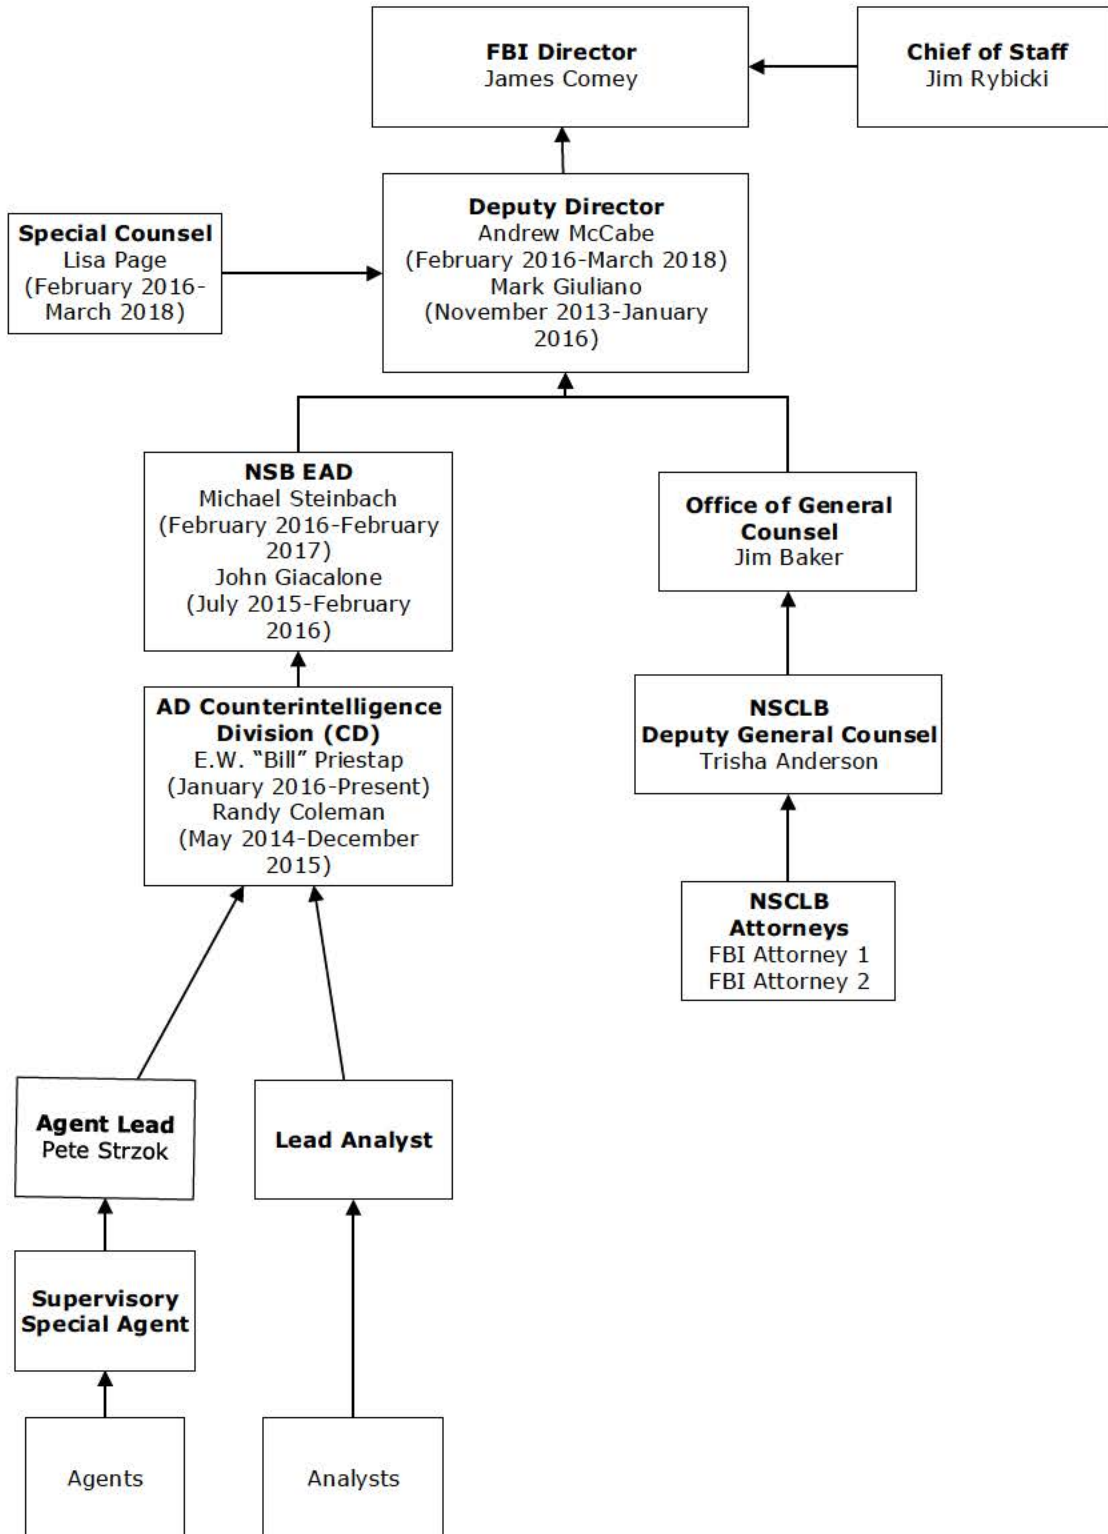 FBI Director
James Comey
Chief of Staff
Jim Rybicki
Special Counsel
Lisa Page
(February 2016-
March 2018)
Deputy Director
Andrew McCabe
(February 2016-March 2018)
Mark Giuliano
(November 2013-January
2016)
NSB EAD
Michael Steinbach
(February 2016-February
2017)
John Giacalone
(July 2015-February
2016)
Office of General
Counsel
Jim Baker
AD Counterintelligence
Division (CD)
E.W. “Bill” Priestap
(January 2016-Present)
Randy Coleman
(May 2014-December
2015)
NSCLB
Deputy General Counsel
Trisha Anderson
NSCLB
Attorneys
FBI Attorney 1
FBI Attorney 2
Agent Lead
Pete Strzok
Lead Analyst
Supervisory
Special Agent
Agents
Analysts